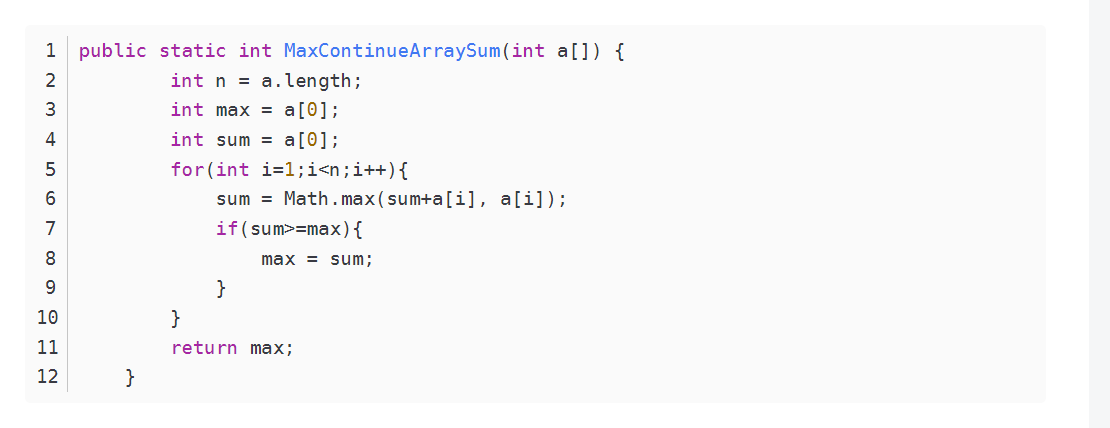 1 public static int MaxContinueArraySum(int a[]) {
2         int n = a.length;
3         int max = a[0];
4         int sum = a[0];
5         for(int i=1;i<n;i++){
6             sum = Math.max(sum+a[i], a[i]);
7             if(sum>=max){
8                 max = sum;
9             }
10         }
11         return max;
12     }